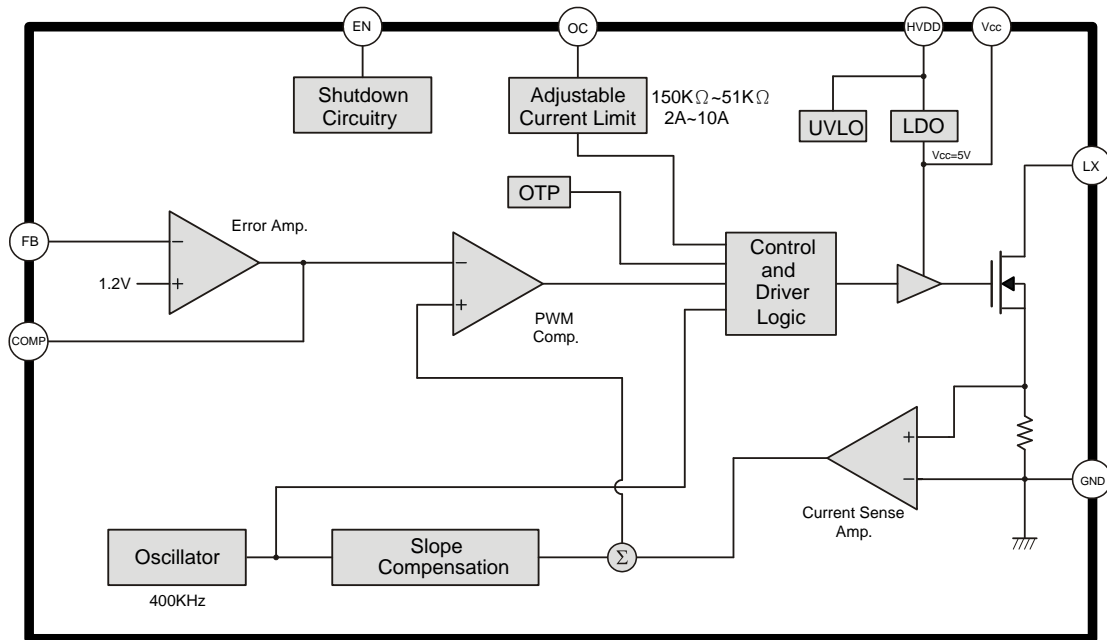 EN
OC
HVDD
Vcc
Shutdown
Circuitry
Adjustable
Current Limit
150KΩ~51KΩ
2A~10A
UVLO
LDO
Vcc=5V
LX
OTP
Error Amp.
FB
−
+
1.2V
COMP
−
+
PWM
Comp.
Control
and
Driver
Logic
+
−
Current Sense
Amp.
GND
Oscillator
400KHz
Slope
Compensation
Σ